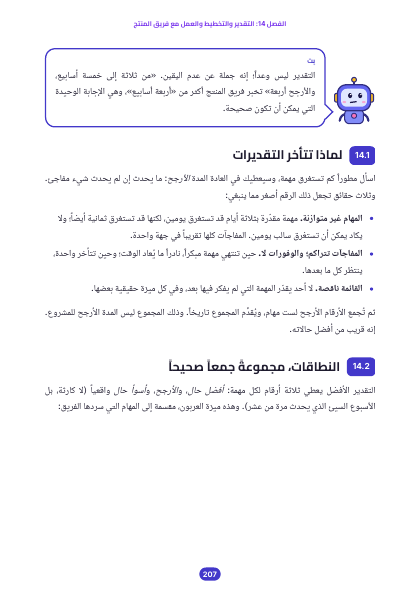 الفصل 14: التقدير والتخطيط والعمل مع فريق المنتج
بت
التقدير ليس وعداً؛ إنه جملة عن عدم اليقين. «من ثلاثة إلى خمسة أسابيع،
والأرجح أربعة» تخبر فريق المنتج أكثر من «أربعة أسابيع»، وهي الإجابة الوحيدة
التي يمكن أن تكون صحيحة.
14.1 لماذا تتأخر التقديرات
اسأل مطوراً كم تستغرق مهمة، وسيعطيك في العادة المدة الأرجح: ما يحدث إن لم يحدث شيء مفاجئ.
وثلاث حقائق تجعل ذلك الرقم أصغر مما ينبغي:
• المهام غير متوازنة. مهمة مقدّرة بثلاثة أيام قد تستغرق يومين، لكنها قد تستغرق ثمانية أيضاً؛ ولا
يكاد يمكن أن تستغرق سالب يومين. المفاجآت كلها تقريباً في جهة واحدة.
• المفاجآت تتراكم؛ والوفورات لا. حين تنتهي مهمة مبكراً، نادراً ما يُعاد الوقت؛ وحين تتأخر واحدة،
ينتظر كل ما بعدها.
• القائمة ناقصة. لا أحد يقدّر المهمة التي لم يفكر فيها بعد، وفي كل ميزة حقيقية بعضها.
ثم تُجمع الأرقام الأرجح لست مهام، ويُقدَّم المجموع تاريخاً. وذلك المجموع ليس المدة الأرجح للمشروع.
إنه قريب من أفضل حالاته.
14.2 النطاقات، مجموعةً جمعاً صحيحاً
التقدير الأفضل يعطي ثلاثة أرقام لكل مهمة: أفضل حال، والأرجح، وأسوأ حال واقعياً (لا كارثة، بل
الأسبوع السيئ الذي يحدث مرة من عشر). وهذه ميزة العربون، مقسمة إلى المهام التي سردها الفريق:
207